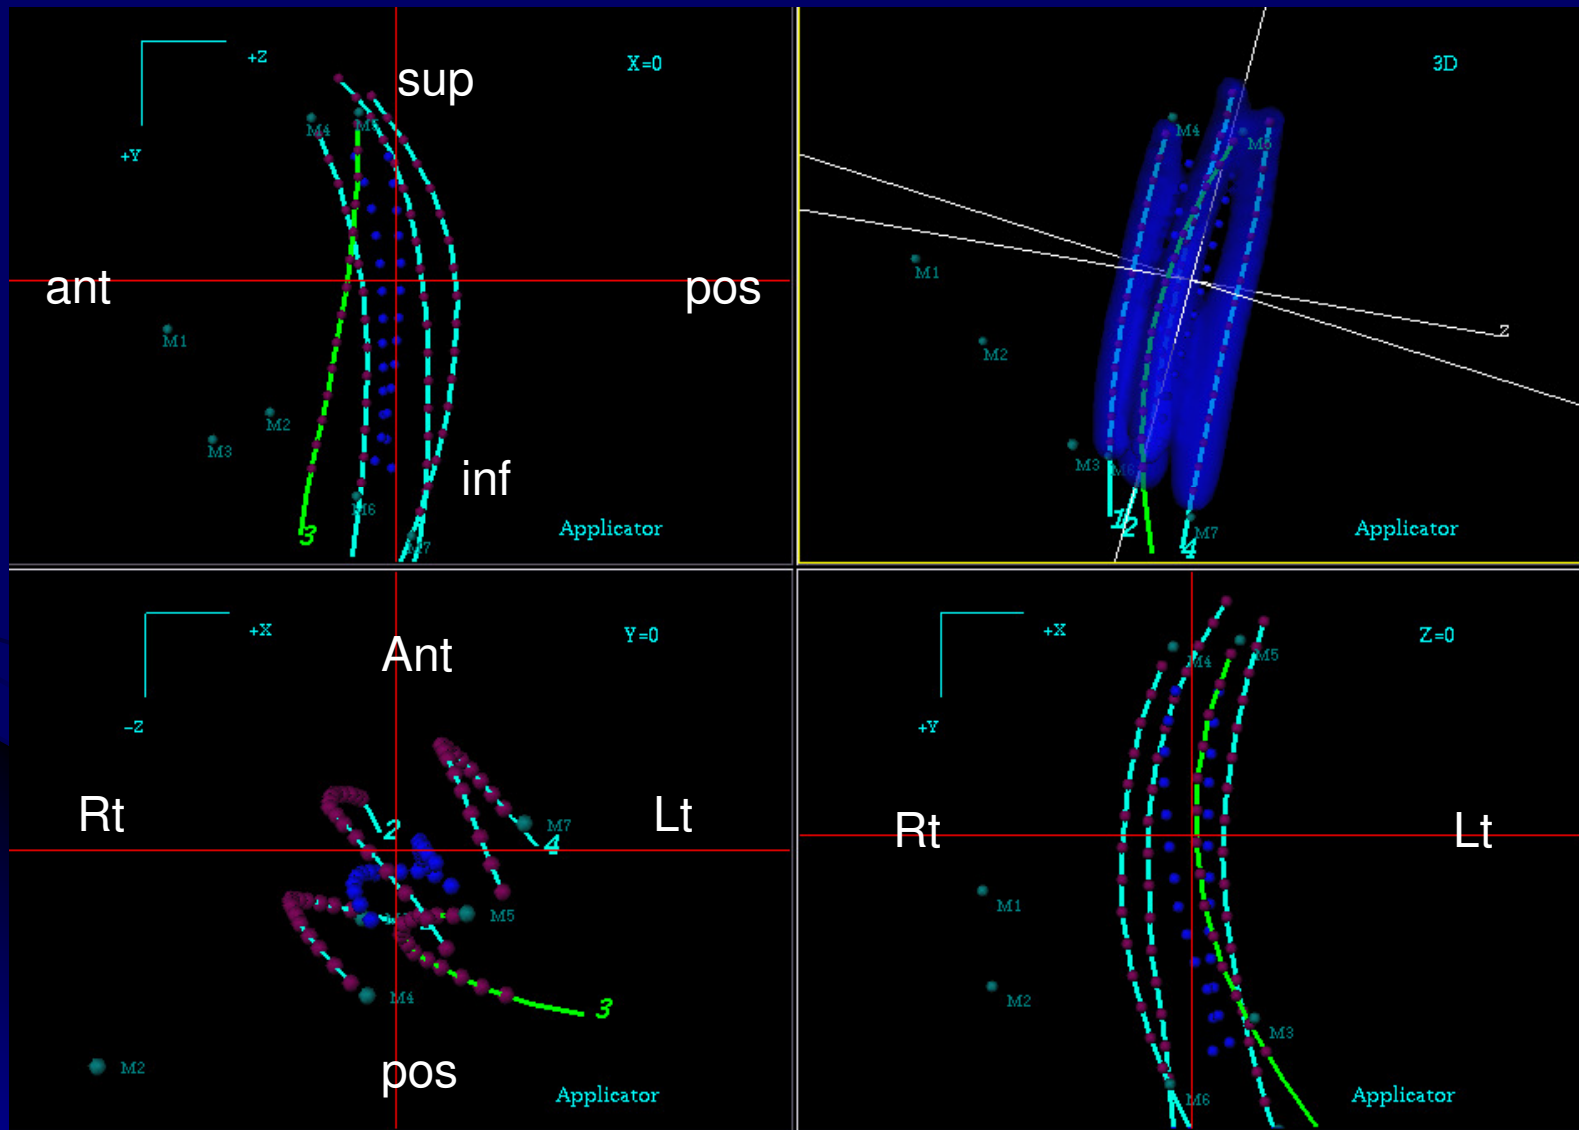 +Z
X=0
sup
M4
M5
+Y
ant
pos
M1
M2
M3
inf
M6
Applicator
3
M7
3D
M4
M5
M1
Z
M2
M3
M6
1
2
M7
4
Applicator
+X
Y=0
Ant
-Z
Rt
Lt
2
M7
4
M5
M4
3
M2
pos
Applicator
+X
Z=0
M4
M5
+Y
Rt
Lt
M1
M2
M3
M6
Applicator